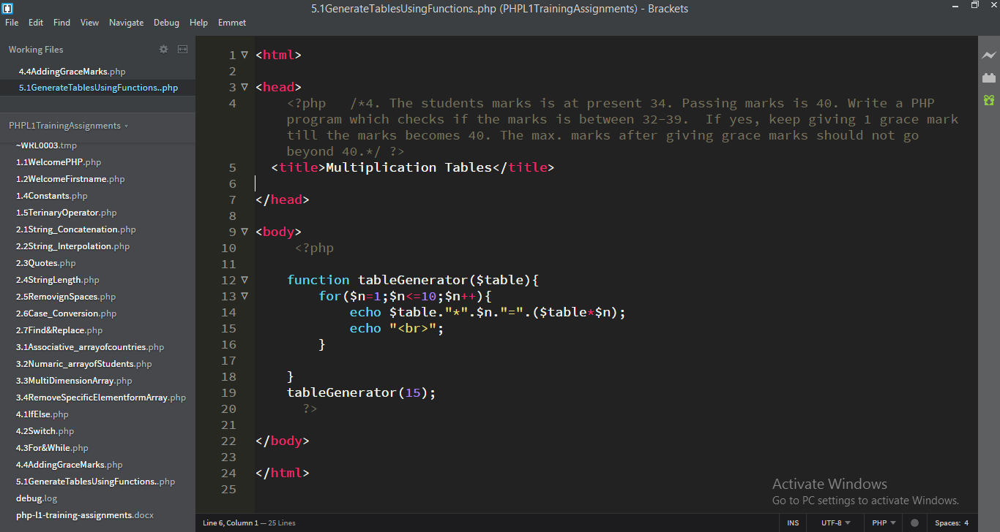 5.1GenerateTablesUsingFunctions..php (PHPL1TrainingAssignments) - Brackets
File Edit Find View Navigate Debug Help Emmet
Working Files
4.4AddingGraceMarks.php
5.1GenerateTablesUsingFunctions..php
PHPL1TrainingAssignments
~WRL0003.tmp
1.1WelcomePHP.php
1.2WelcomeFirstname.php
1.4Constants.php
1.5TerinaryOperator.php
2.1String_Concatenation.php
2.2String_Interpolation.php
2.3Quotes.php
2.4StringLength.php
2.5RemovignSpaces.php
2.6Case_Conversion.php
2.7Find&Replace.php
3.1Associative_arrayofcountries.php
3.2Numaric_arrayofStudents.php
3.3MultiDimensionArray.php
3.4RemoveSpecificElementformArray.php
4.1IfElse.php
4.2Switch.php
4.3For&While.php
4.4AddingGraceMarks.php
5.1GenerateTablesUsingFunctions..php
debug.log
php-l1-training-assignments.docx
1 <html>
2
3 <head>
4 <?php /*4. The students marks is at present 34. Passing marks is 40. Write a PHP
program which checks if the marks is between 32-39. If yes, keep giving 1 grace mark
till the marks becomes 40. The max. marks after giving grace marks should not go
beyond 40.*/ ?>
5 <title>Multiplication Tables</title>
6
7 </head>
8
9 <body>
10 <?php
11
12 function tableGenerator($table){
13 for($n=1;$n<=10;$n++){
14 echo $table."*".$n."=".($table*$n);
15 echo "<br>";
16 }
17
18 }
19 tableGenerator(15);
20 ?>
21
22 </body>
23
24 </html>
25
Activate Windows
Go to PC settings to activate Windows.
Line 6, Column 1 — 25 Lines
INS UTF-8 PHP Spaces: 4